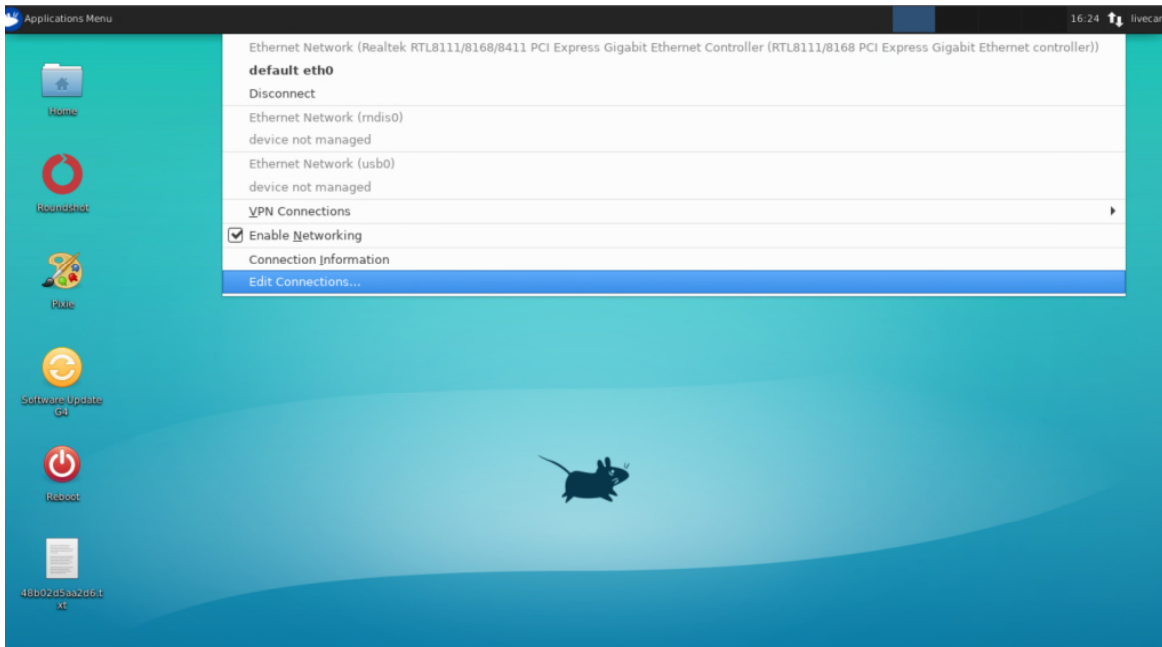 Applications Menu
16:24
livecar
Ethernet Network (Realtek RTL8111/8168/8411 PCI Express Gigabit Ethernet Controller (RTL8111/8168 PCI Express Gigabit Ethernet controller))
default eth0
Disconnect
Ethernet Network (rndis0)
device not managed
Ethernet Network (usb0)
device not managed
VPN Connections
Enable Networking
Connection Information
Edit Connections...
Home
Roundshot
Pixie
Software Update
G4
Reboot
48b02d5aa2d6.t
xt